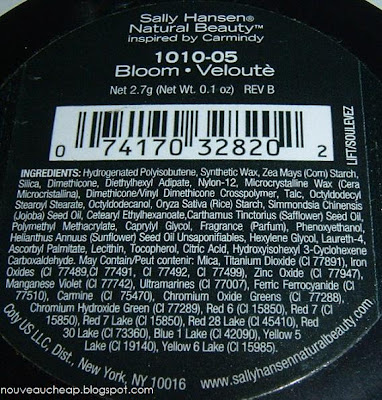 Sally Hansen®
Natural Beauty™
inspired by Carmindy
1010-05
Bloom • Veloutè
Net 2.7g (Net Wt. 0.1 oz) REV B
LIFT/SOULENEZ
0 74170 32820 2
INGREDIENTS: Hydrogenated Polyisobutene, Synthetic Wax, Zea Mays (Corn) Starch,
Silica, Dimethicone, Diethylhexyl Adipate, Nylon-12, Microcrystalline Wax (Cera
Microcristallina), Dimethicone/Vinyl Dimethicone Crosspolymer, Talc, Octyldodecyl
Stearoyl Stearate, Octyldodecanol, Oryza Sativa (Rice) Starch, Simmondsia Chinensis
(Jojoba) Seed Oil, Cetearyl Ethylhexanoate,Carthamus Tinctorius (Safflower) Seed Oil,
Polymethyl Methacrylate, Caprylyl Glycol, Fragrance (Parfum), Phenoxyethanol,
Helianthus Annuus (Sunflower) Seed Oil Unsaponifiables, Hexylene Glycol, Laureth-4,
Ascorbyl Palmitate, Lecithin, Tocopherol, Citric Acid, Hydroxyisohexyl 3-Cyclohexene
Carboxaldehyde. May Contain/Peut contenir: Mica, Titanium Dioxide (CI 77891), Iron
Oxides (CI 77489,CI 77491, CI 77492, CI 77499), Zinc Oxide (CI 77947),
Manganese Violet (CI 77742), Ultramarines (CI 77007), Ferric Ferrocyanide (CI
77510), Carmine (CI 75470), Chromium Oxide Greens (CI 77288),
Chromium Hydroxide Green (CI 77289), Red 6 (CI 15850), Red 7 (CI
15850), Red 7 Lake (CI 15850), Red 28 Lake (CI 45410), Red
30 Lake (CI 73360), Blue 1 Lake (CI 42090), Yellow 5
Lake (CI 19140), Yellow 6 Lake (CI 15985).
Coty US LLC, Dist., New York, NY 10016 www.sallyhansennaturalbeauty.com
nouveaucheap.blogspot.com